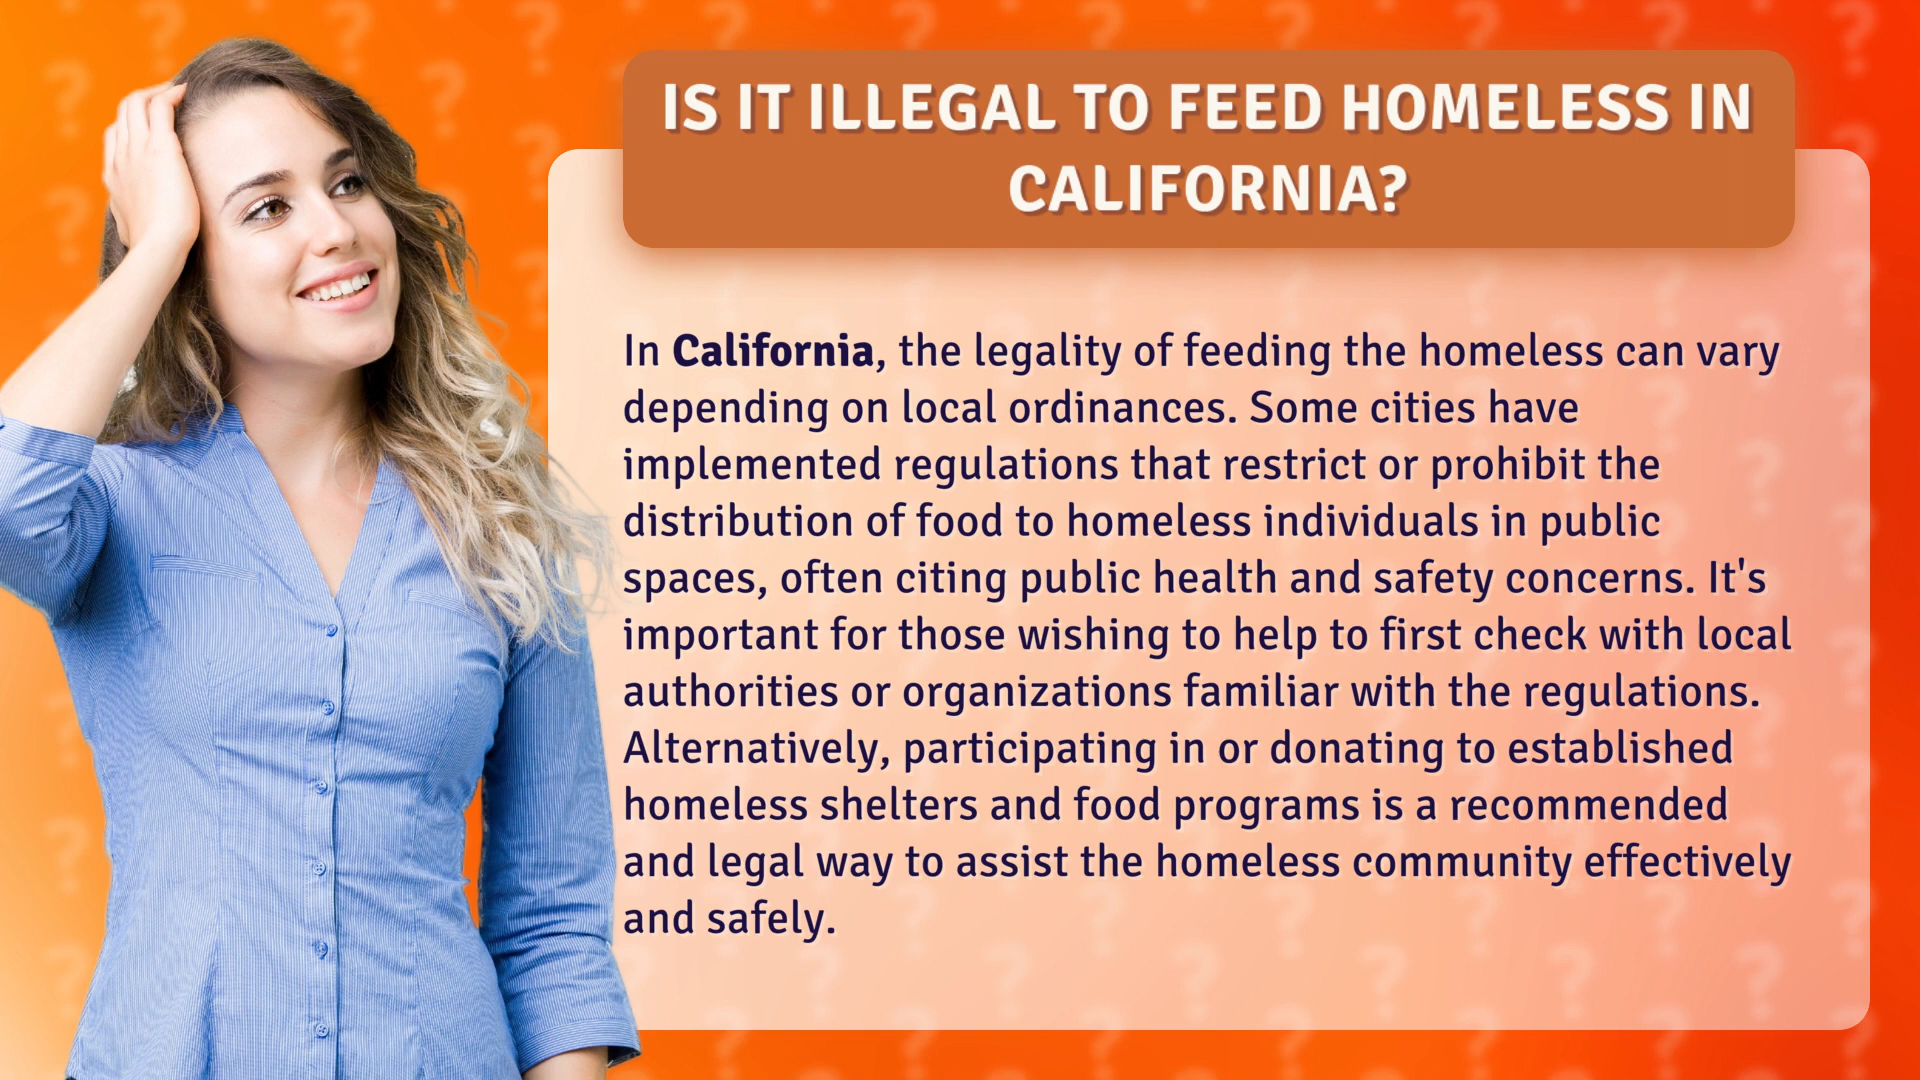 IS IT ILLEGAL TO FEED HOMELESS IN
CALIFORNIA?
In California, the legality of feeding the homeless can vary
depending on local ordinances. Some cities have
implemented regulations that restrict or prohibit the
distribution of food to homeless individuals in public
spaces, often citing public health and safety concerns. It's
important for those wishing to help to first check with local
authorities or organizations familiar with the regulations.
Alternatively, participating in or donating to established
homeless shelters and food programs is a recommended
and legal way to assist the homeless community effectively
and safely.